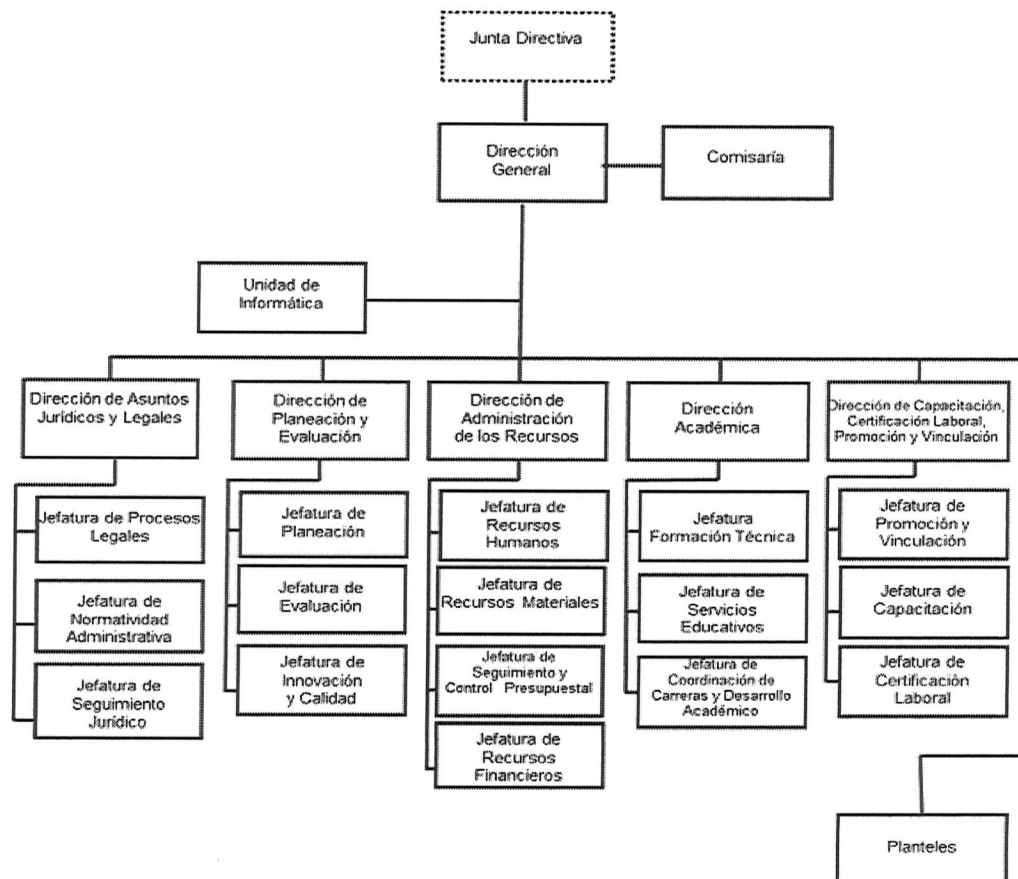 Junta Directiva
Dirección
General
Comisaría
Unidad de
Informática
Dirección de Asuntos
Jurídicos y Legales
Dirección de
Planeación y
Evaluación
Dirección de
Administración
de los Recursos
Dirección
Académica
Dirección de Capacitación,
Certificación Laboral,
Promoción y Vinculación
Jefatura de Procesos
Legales
Jefatura de
Normatividad
Administrativa
Jefatura de
Seguimiento
Jurídico
Jefatura de
Planeación
Jefatura de
Evaluación
Jefatura de
Innovación
y Calidad
Jefatura de
Recursos
Humanos
Jefatura de
Recursos Materiales
Jefatura de
Seguimiento y
Control Presupuestal
Jefatura de
Recursos
Financieros
Jefatura
Formación Técnica
Jefatura de
Servicios
Educativos
Jefatura de
Coordinación de
Carreras y Desarrollo
Académico
Jefatura de
Promoción y
Vinculación
Jefatura de
Capacitación
Jefatura de
Certificación
Laboral
Planteles